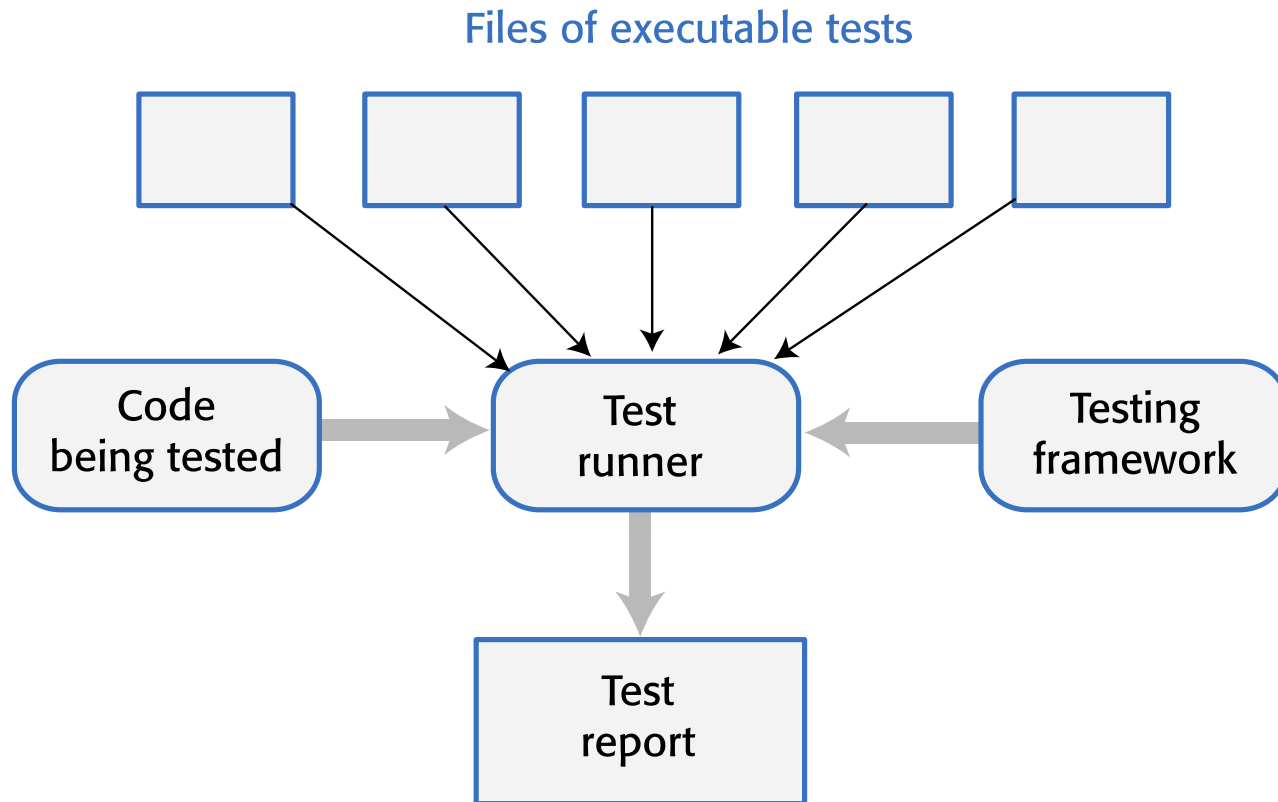 Files of executable tests
Code
being tested
Test
runner
Testing
framework
Test
report